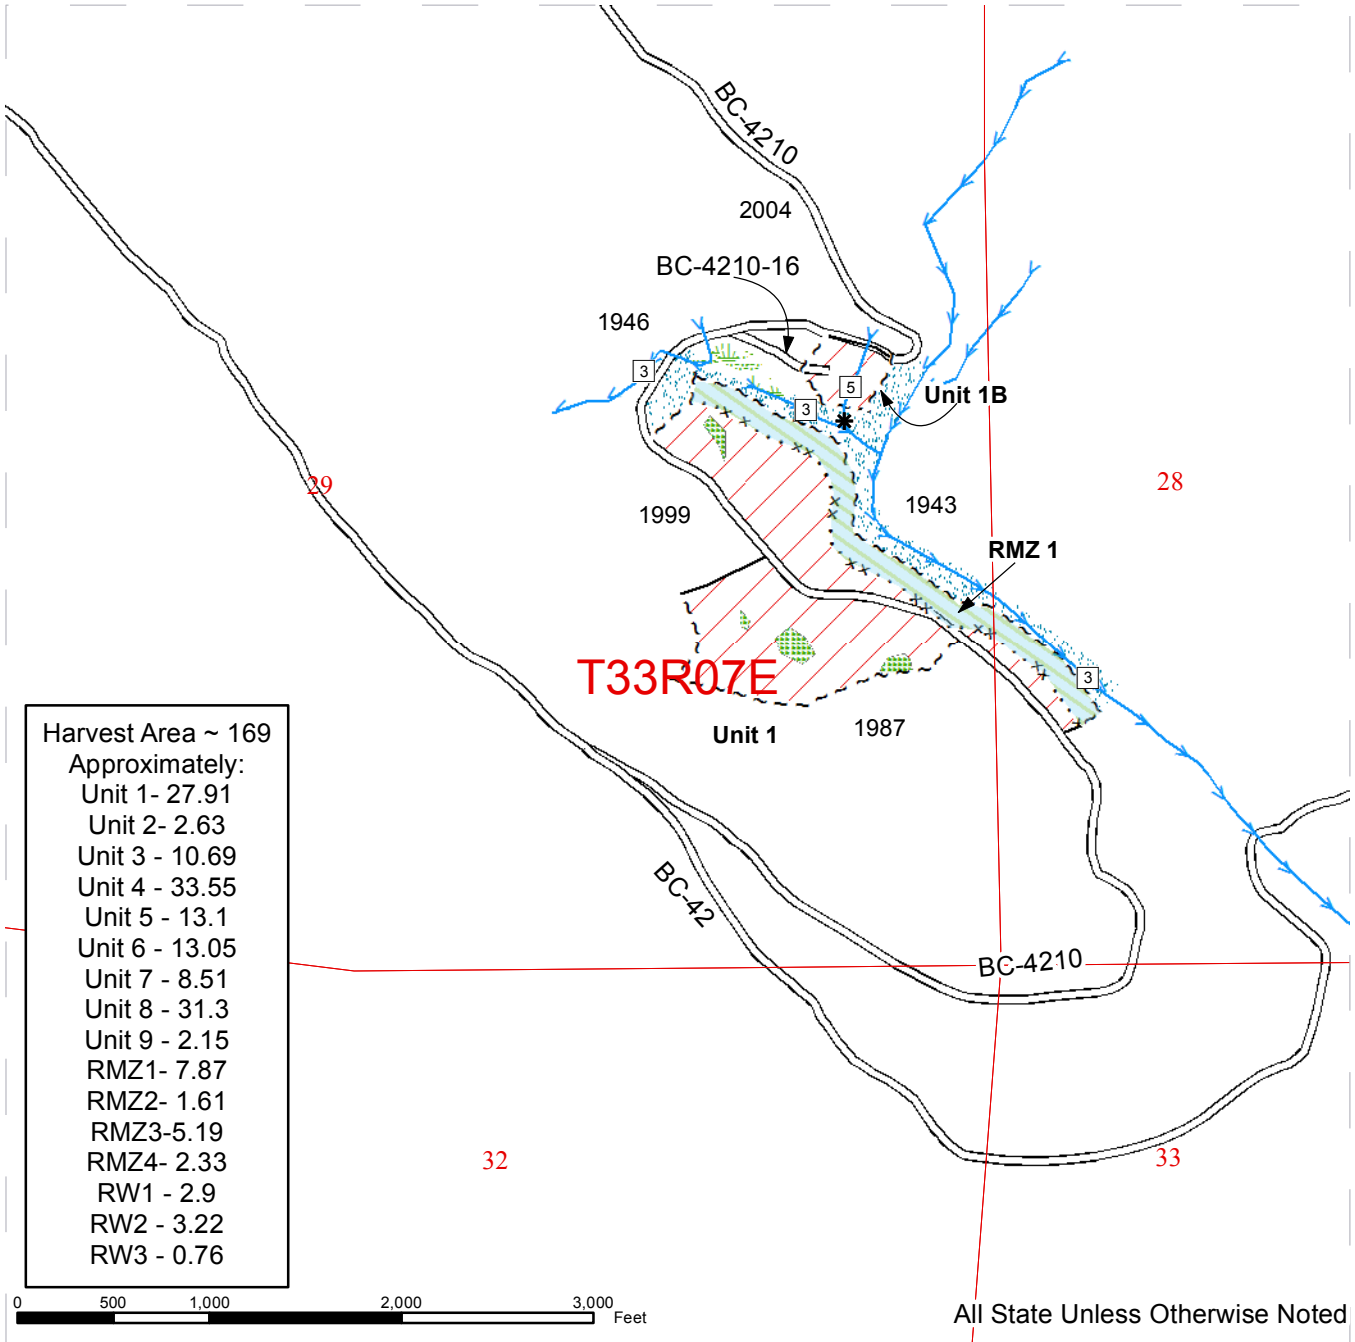 BC-4210
2004
BC-4210-16
1946
3
5
3
Unit 1B
29
28
1999
1943
RMZ 1
T33R07E
3
Unit 1
1987
Harvest Area ~ 169
Approximately:
Unit 1- 27.91
Unit 2- 2.63
Unit 3 - 10.69
Unit 4 - 33.55
Unit 5 - 13.1
Unit 6 - 13.05
Unit 7 - 8.51
Unit 8 - 31.3
Unit 9 - 2.15
RMZ1- 7.87
RMZ2- 1.61
RMZ3-5.19
RMZ4- 2.33
RW1 - 2.9
RW2 - 3.22
RW3 - 0.76
BC-42
BC-4210
32
33
0 500 1,000 2,000 3,000
Feet
All State Unless Otherwise Noted